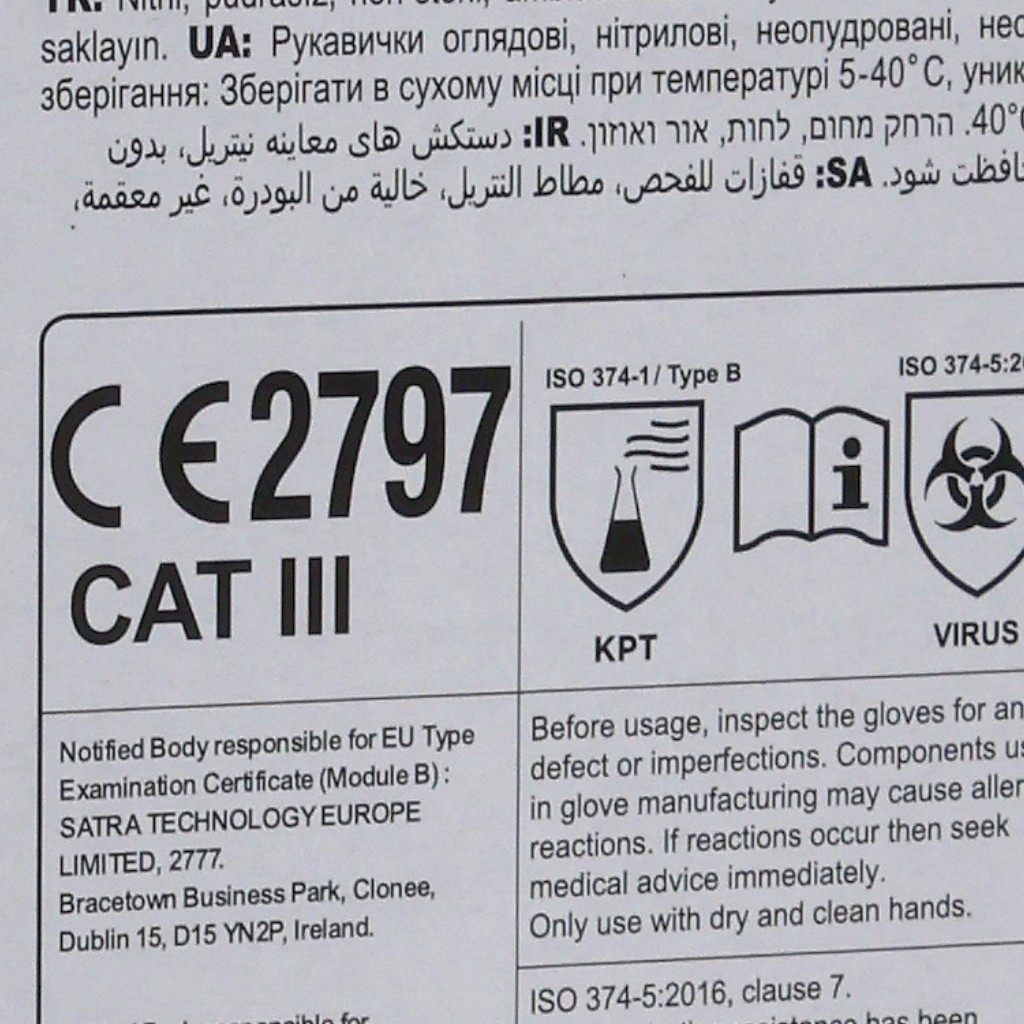 saklayın. UA: Рукавички оглядові, нітрилові, неопудровані,
зберігання: Зберігати в сухому місці при температурі 5-40°C,
40°. הרחק מחום, לחות, אור ואוזון. IR: دستکش های معاینه نیتریل، بدون
شود. SA: قفازات للفحص، مطاط النتريل، خالية من البودرة، غير معقمة،
CE 2797
CAT III
ISO 374-1/ Type B
ISO 374-5:
KPT
VIRUS
Notified Body responsible for EU Type
Examination Certificate (Module B) :
SATRA TECHNOLOGY EUROPE
LIMITED, 2777.
Bracetown Business Park, Clonee,
Dublin 15, D15 YN2P, Ireland.
Before usage, inspect the gloves for
defect or imperfections. Components
in glove manufacturing may cause
reactions. If reactions occur then seek
medical advice immediately.
Only use with dry and clean hands.
ISO 374-5:2016, clause 7.
has been